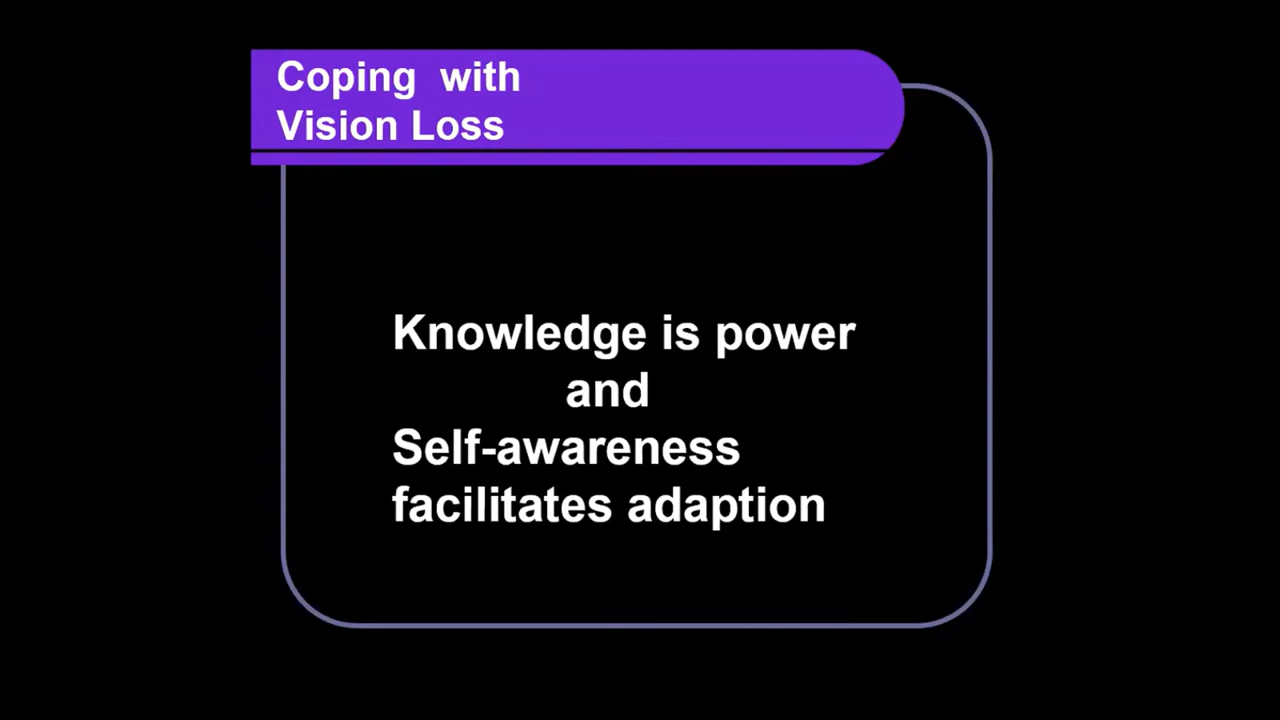 Coping with
Vision Loss
Knowledge is power
and
Self-awareness
facilitates adaption